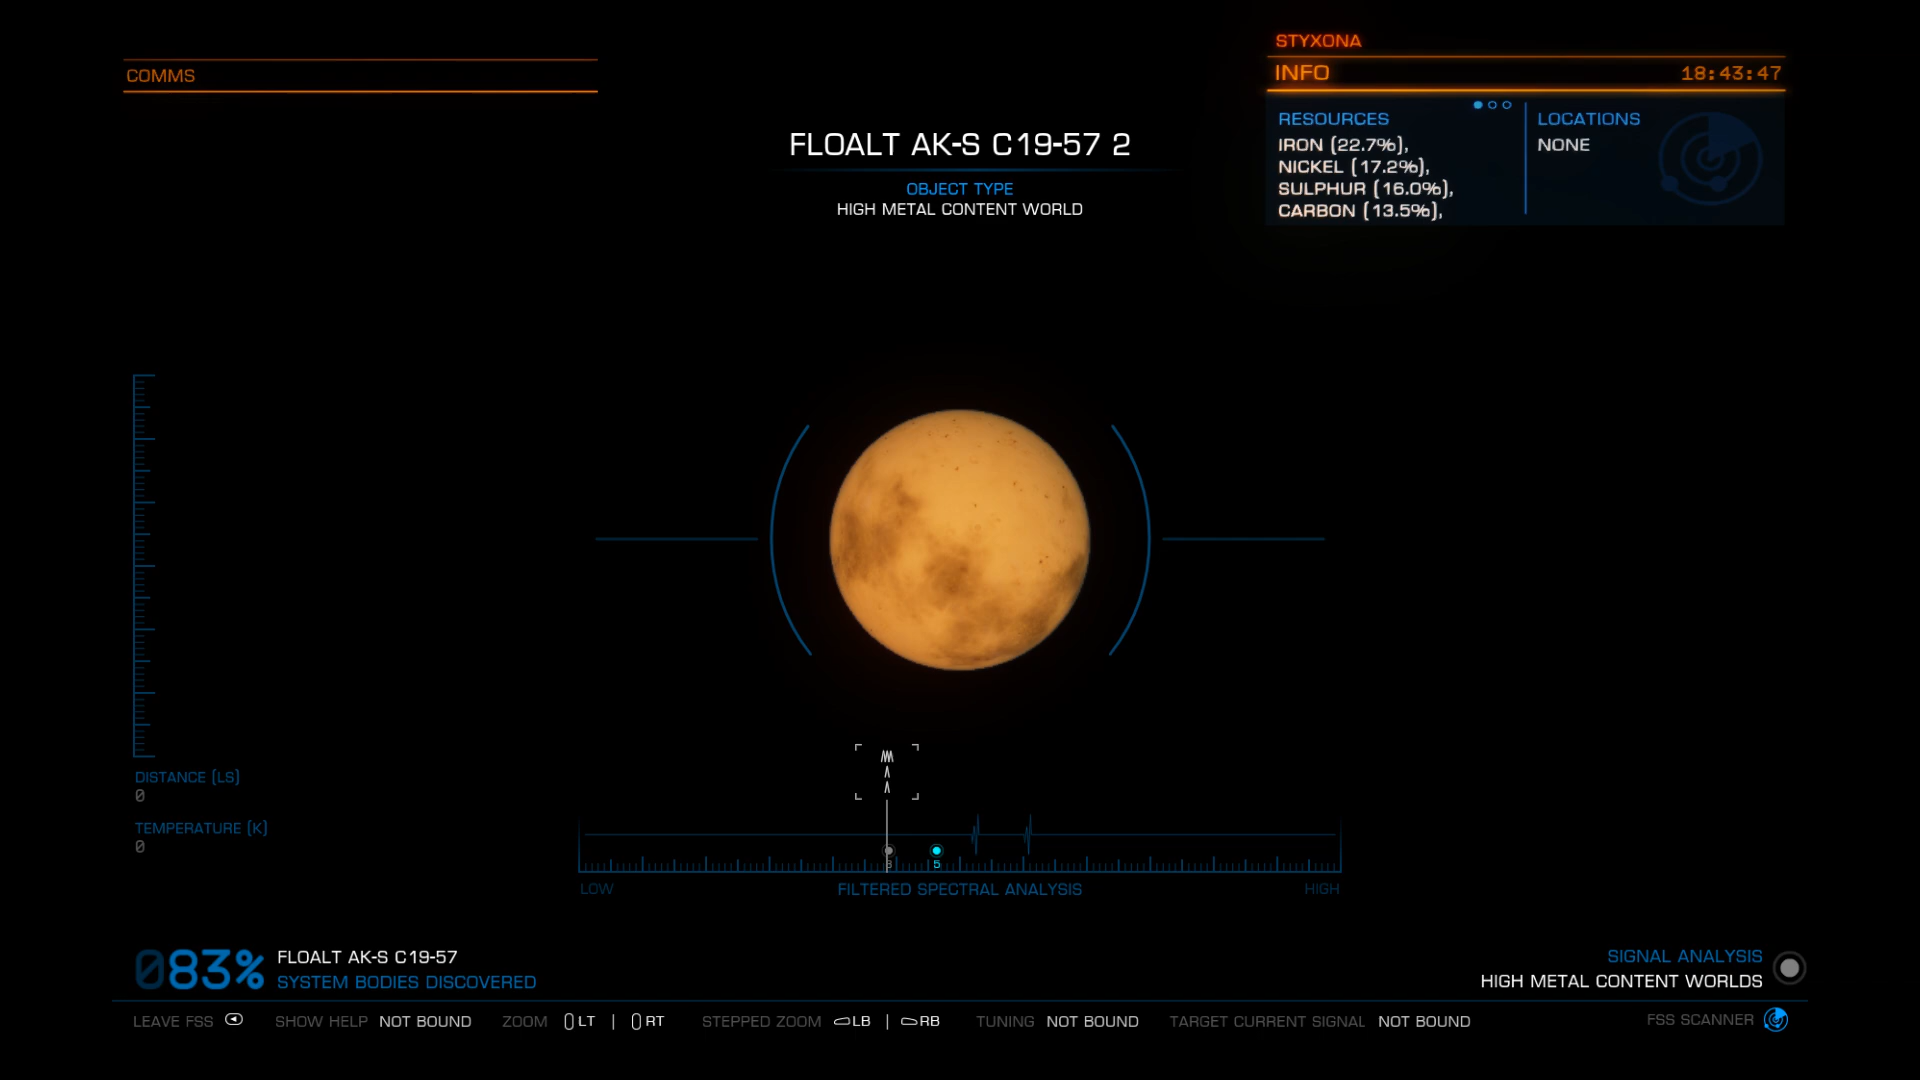 COMMS
STYXONA
INFO 18:43:47
RESOURCES
IRON (22.7%),
NICKEL (17.2%),
SULPHUR (16.0%),
CARBON (13.5%),
LOCATIONS
NONE
FLOALT AK-S C19-57 2
OBJECT TYPE
HIGH METAL CONTENT WORLD
DISTANCE (LS)
0
TEMPERATURE (K)
0
5
LOW FILTERED SPECTRAL ANALYSIS HIGH
083% FLOALT AK-S C19-57
SYSTEM BODIES DISCOVERED
SIGNAL ANALYSIS
HIGH METAL CONTENT WORLDS
LEAVE FSS SHOW HELP NOT BOUND ZOOM LT | RT STEPPED ZOOM LB | RB TUNING NOT BOUND TARGET CURRENT SIGNAL NOT BOUND FSS SCANNER